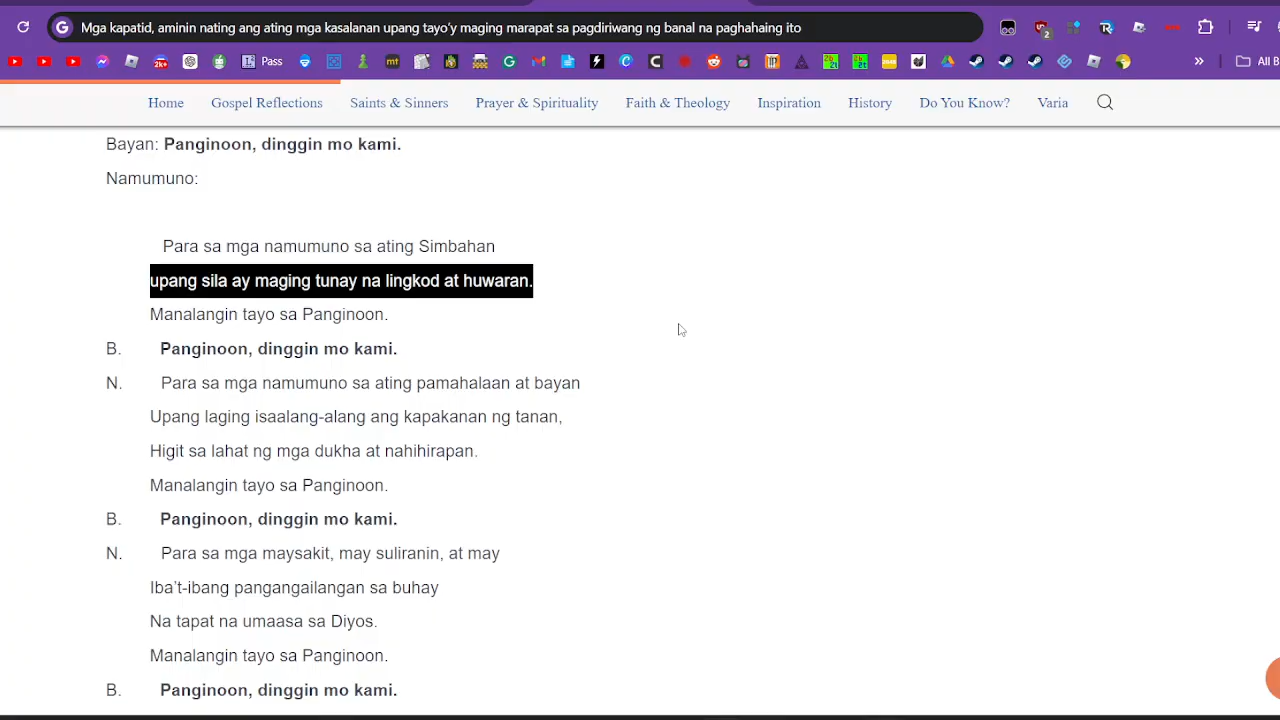 Mga kapatid, aminin nating ang ating mga kasalanan upang tayo'y maging marapat sa pagdiriwang ng banal na paghahaing ito
Pass
All B
Home Gospel Reflections Saints & Sinners Prayer & Spirituality Faith & Theology Inspiration History Do You Know? Varia
Bayan: Panginoon, dinggin mo kami.
Namumuno:
Para sa mga namumuno sa ating Simbahan
upang sila ay maging tunay na lingkod at huwaran.
Manalangin tayo sa Panginoon.
B. Panginoon, dinggin mo kami.
N. Para sa mga namumuno sa ating pamahalaan at bayan
Upang laging isaalang-alang ang kapakanan ng tanan,
Higit sa lahat ng mga dukha at nahihirapan.
Manalangin tayo sa Panginoon.
B. Panginoon, dinggin mo kami.
N. Para sa mga maysakit, may suliranin, at may
Iba't-ibang pangangailangan sa buhay
Na tapat na umaasa sa Diyos.
Manalangin tayo sa Panginoon.
B. Panginoon, dinggin mo kami.